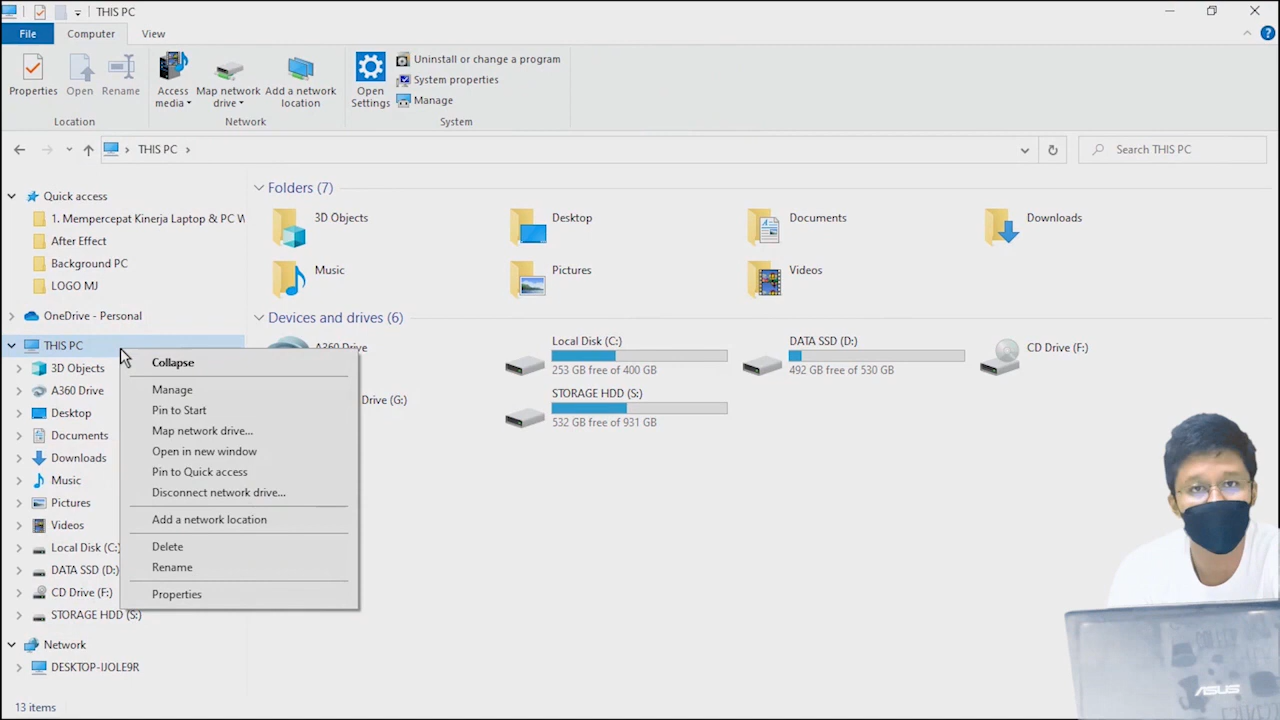 THIS PC
File
Computer
View
Properties
Open
Rename
Access media
Map network drive
Add a network location
Open Settings
Uninstall or change a program
System properties
Manage
Location
Network
System
THIS PC
Search THIS PC
Quick access
1. Mempercepat Kinerja Laptop & PC W
After Effect
Background PC
LOGO MJ
OneDrive - Personal
THIS PC
3D Objects
A360 Drive
Desktop
Documents
Downloads
Music
Pictures
Videos
Local Disk (C:)
DATA SSD (D:)
CD Drive (F:)
STORAGE HDD (S:)
Network
DESKTOP-IJOLE9R
13 items
Collapse
Manage
Pin to Start
Map network drive...
Open in new window
Pin to Quick access
Disconnect network drive...
Add a network location
Delete
Rename
Properties
Folders (7)
3D Objects
Desktop
Documents
Downloads
Music
Pictures
Videos
Devices and drives (6)
A360 Drive
Local Disk (C:)
253 GB free of 400 GB
DATA SSD (D:)
492 GB free of 530 GB
CD Drive (F:)
Drive (G:)
STORAGE HDD (S:)
532 GB free of 931 GB
ASUS